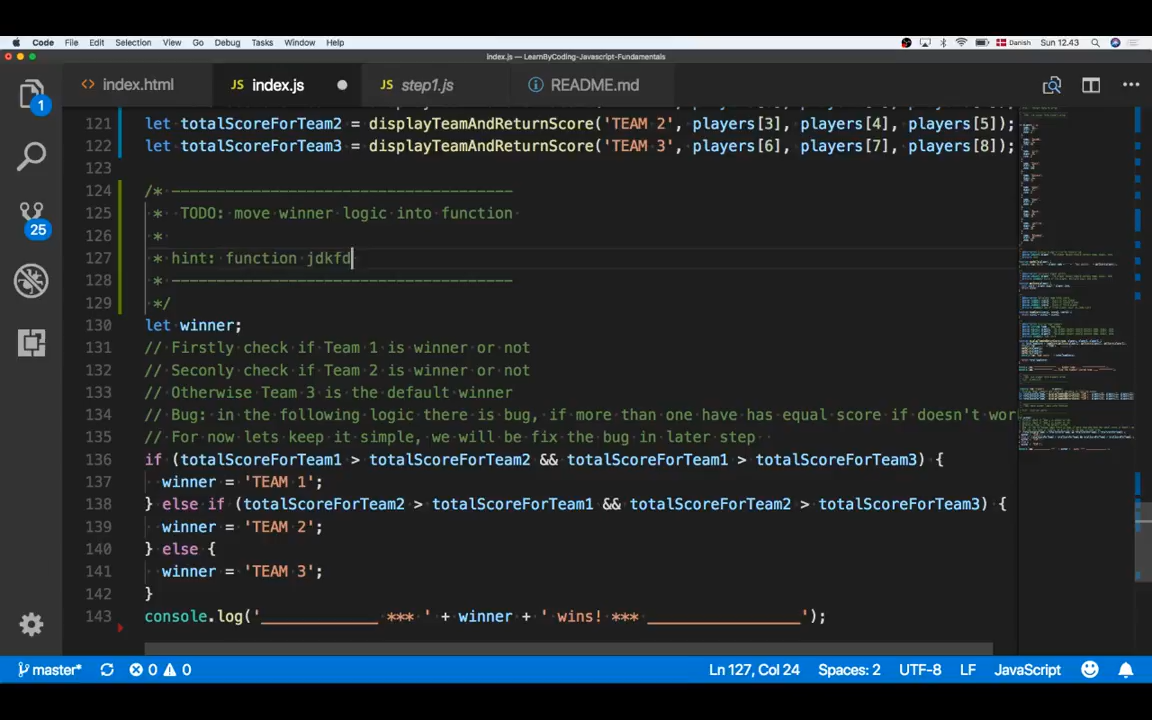 Code File Edit Selection View Go Debug Tasks Window Help Danish Sun 12.43
index.js — LearnByCoding-Javascript-Fundamentals
index.html JS index.js JS step1.js README.md
1
25
121 let totalScoreForTeam2 = displayTeamAndReturnScore('TEAM 2', players[3], players[4], players[5]);
122 let totalScoreForTeam3 = displayTeamAndReturnScore('TEAM 3', players[6], players[7], players[8]);
123
124 /* --------------------------------------
125 * TODO: move winner logic into function
126 *
127 * hint: function jdkfd
128 * --------------------------------------
129 */
130 let winner;
131 // Firstly check if Team 1 is winner or not
132 // Seconly check if Team 2 is winner or not
133 // Otherwise Team 3 is the default winner
134 // Bug: in the following logic there is bug, if more than one have has equal score if doesn't wor
135 // For now lets keep it simple, we will be fix the bug in later step
136 if (totalScoreForTeam1 > totalScoreForTeam2 && totalScoreForTeam1 > totalScoreForTeam3) {
137 winner = 'TEAM 1';
138 } else if (totalScoreForTeam2 > totalScoreForTeam1 && totalScoreForTeam2 > totalScoreForTeam3) {
139 winner = 'TEAM 2';
140 } else {
141 winner = 'TEAM 3';
142 }
143 console.log('_____________ *** ' + winner + ' wins! *** _________________');
master* 0 0 Ln 127, Col 24 Spaces: 2 UTF-8 LF JavaScript